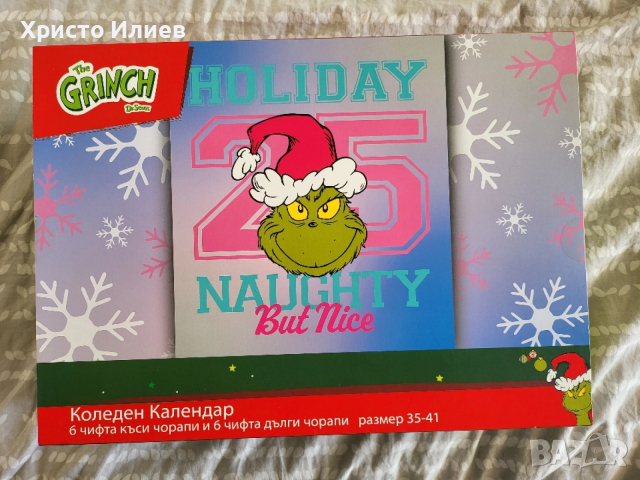 Христо Илиев
The
GRINCH
Dr. Seuss
HOLIDAY
25
NAUGHTY
But Nice
Коледен Календар
6 чифта къси чорапи и 6 чифта дълги чорапи размер 35-41
BAZAR